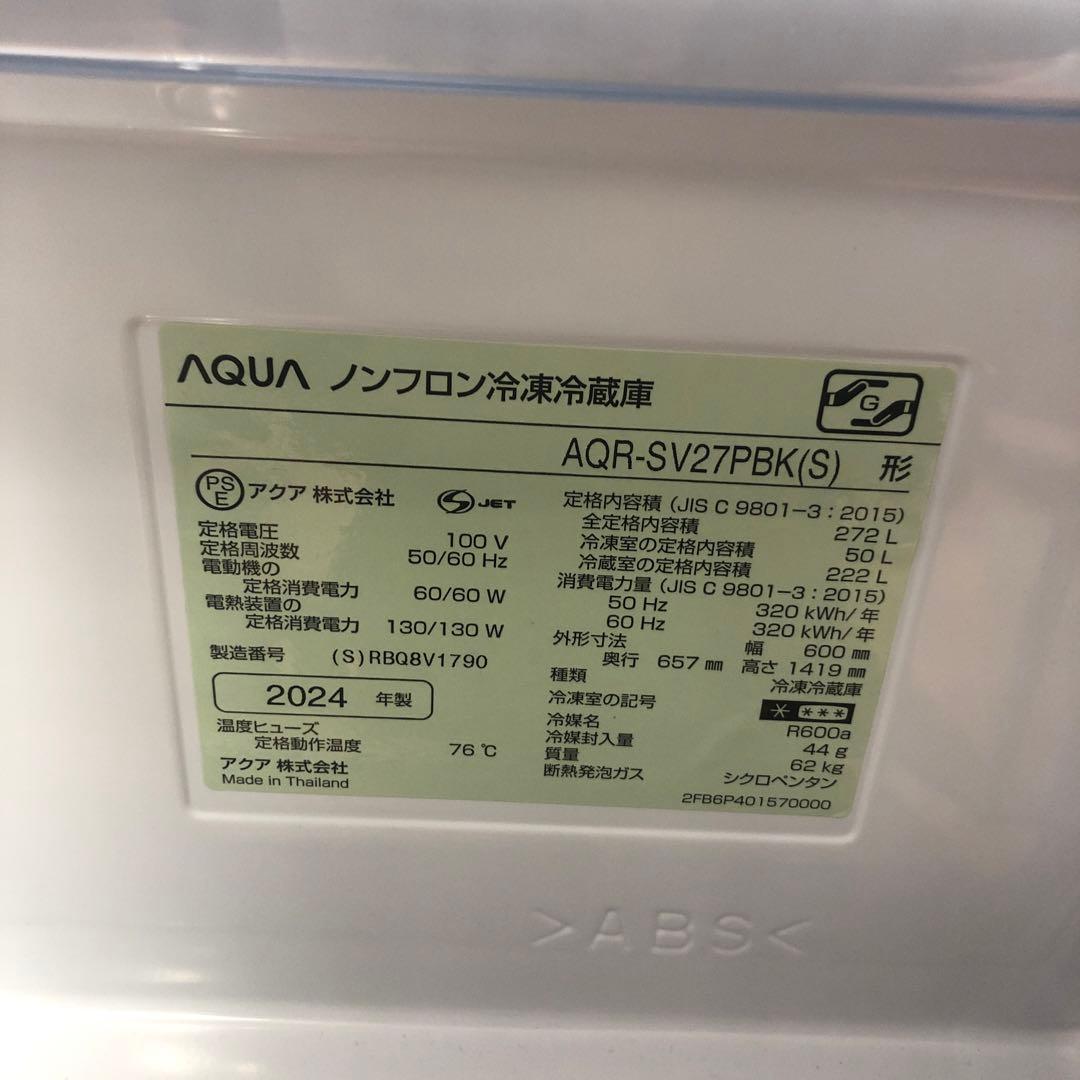 AQUA ノンフロン冷凍冷蔵庫
G
AQR-SV27PBK(S) 形
PSE アクア 株式会社
S JET
定格電圧 100 V
定格周波数 50/60 Hz
電動機の
定格消費電力 60/60 W
電熱装置の
定格消費電力 130/130 W
製造番号 (S)RBQ8V1790
2024 年製
温度ヒューズ
定格動作温度 76 ℃
アクア 株式会社
Made in Thailand
定格内容積 (JIS C 9801-3:2015)
全定格内容積 272 L
冷凍室の定格内容積 50 L
冷蔵室の定格内容積 222 L
消費電力量 (JIS C 9801-3:2015)
50 Hz 320 kWh/年
60 Hz 320 kWh/年
外形寸法 幅 600 ㎜
奥行 657 ㎜ 高さ 1419 ㎜
種類 冷凍冷蔵庫
冷凍室の記号 * ***
冷媒名 R600a
冷媒封入量 44 g
質量 62 kg
断熱発泡ガス シクロペンタン
2FB6P401570000
>ABS<